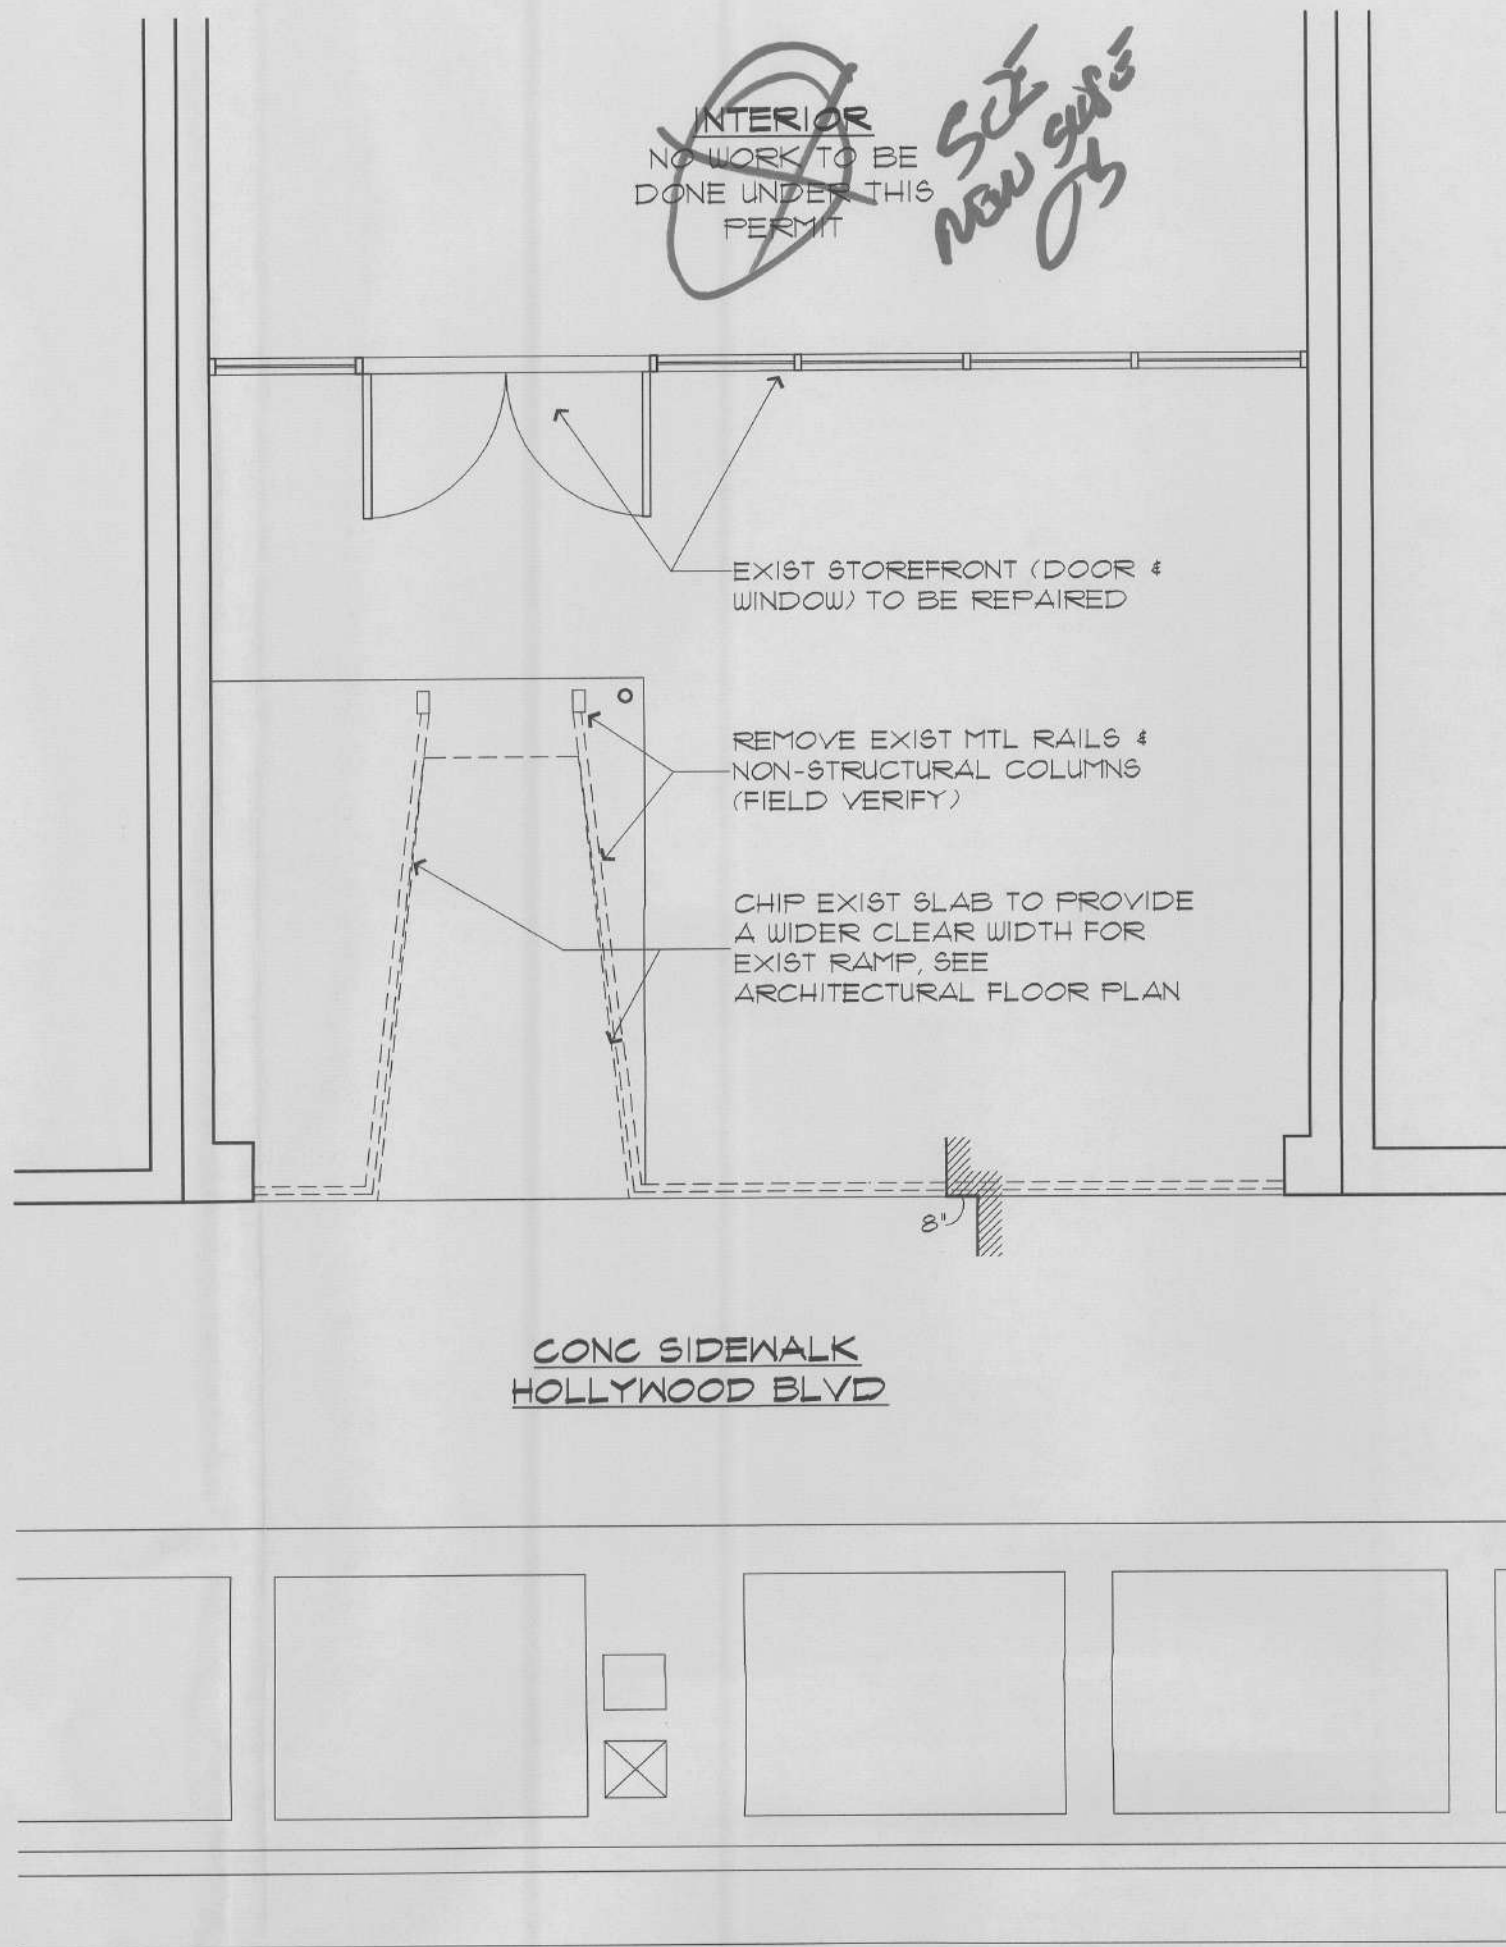 INTERIOR
NO WORK TO BE
DONE UNDER THIS
PERMIT
NEW
EXIST STOREFRONT (DOOR &
WINDOW) TO BE REPAIRED
REMOVE EXIST MTL RAILS &
NON-STRUCTURAL COLUMNS
(FIELD VERIFY)
CHIP EXIST SLAB TO PROVIDE
A WIDER CLEAR WIDTH FOR
EXIST RAMP, SEE
ARCHITECTURAL FLOOR PLAN
8"
CONC SIDEWALK
HOLLYWOOD BLVD